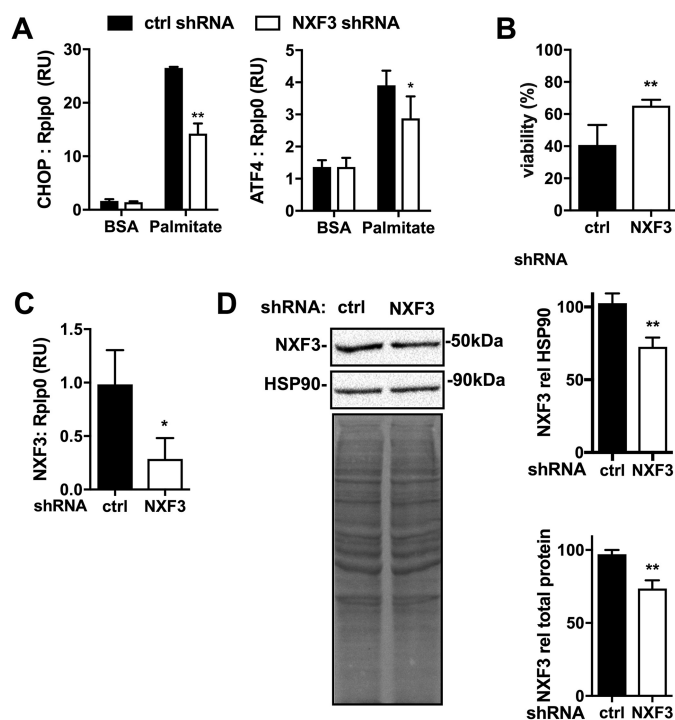 A
ctrl shRNA NXF3 shRNA
B
CHOP : Rplp0 (RU)
30
20
10
0
BSA Palmitate
ATF4 : Rplp0 (RU)
5
4
3
2
1
0
BSA Palmitate
**
*
viability (%)
100
80
60
40
20
0
**
ctrl NXF3
shRNA
C
NXF3: Rplp0 (RU)
1.5
1.0
0.5
0.0
*
shRNA ctrl NXF3
D
shRNA: ctrl NXF3
NXF3- -50kDa
HSP90- -90kDa
NXF3 rel HSP90
100
50
0
**
shRNA ctrl NXF3
NXF3 rel total protein
100
50
0
**
shRNA ctrl NXF3